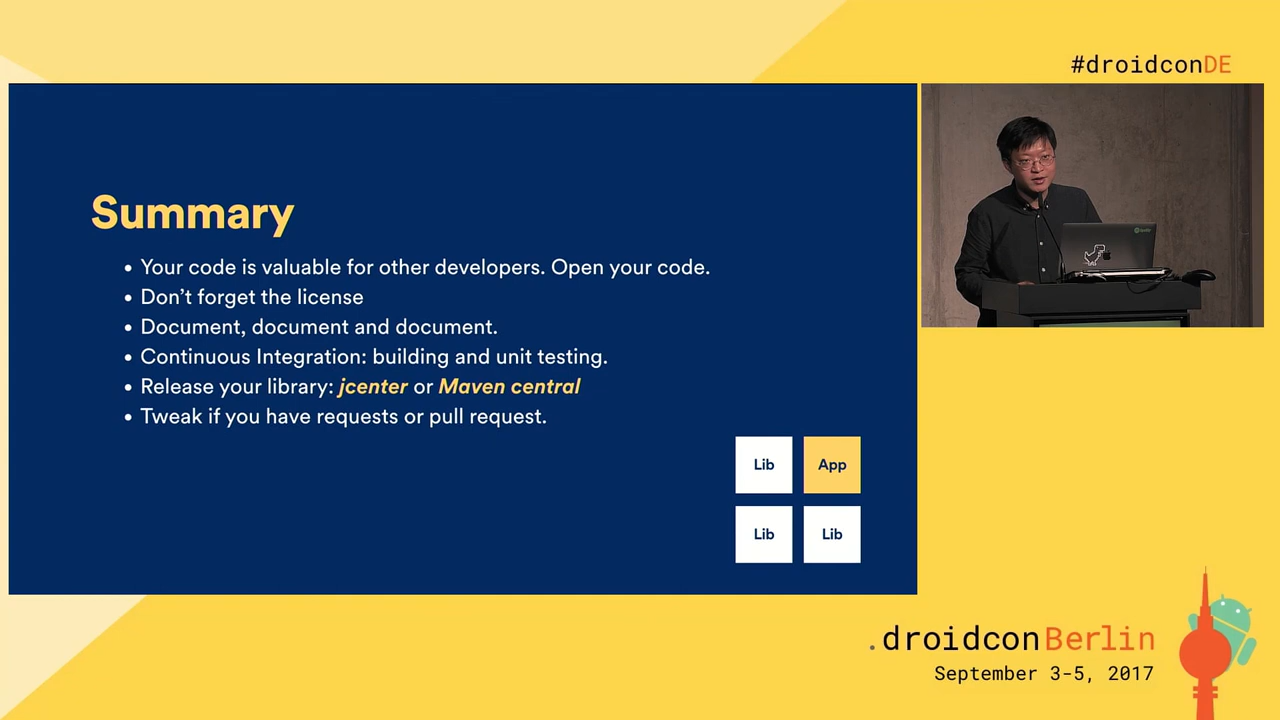 #droidconDE
Summary
• Your code is valuable for other developers. Open your code.
• Don’t forget the license
• Document, document and document.
• Continuous Integration: building and unit testing.
• Release your library: jcenter or Maven central
• Tweak if you have requests or pull request.
Lib
App
Lib
Lib
.droidconBerlin
September 3-5, 2017